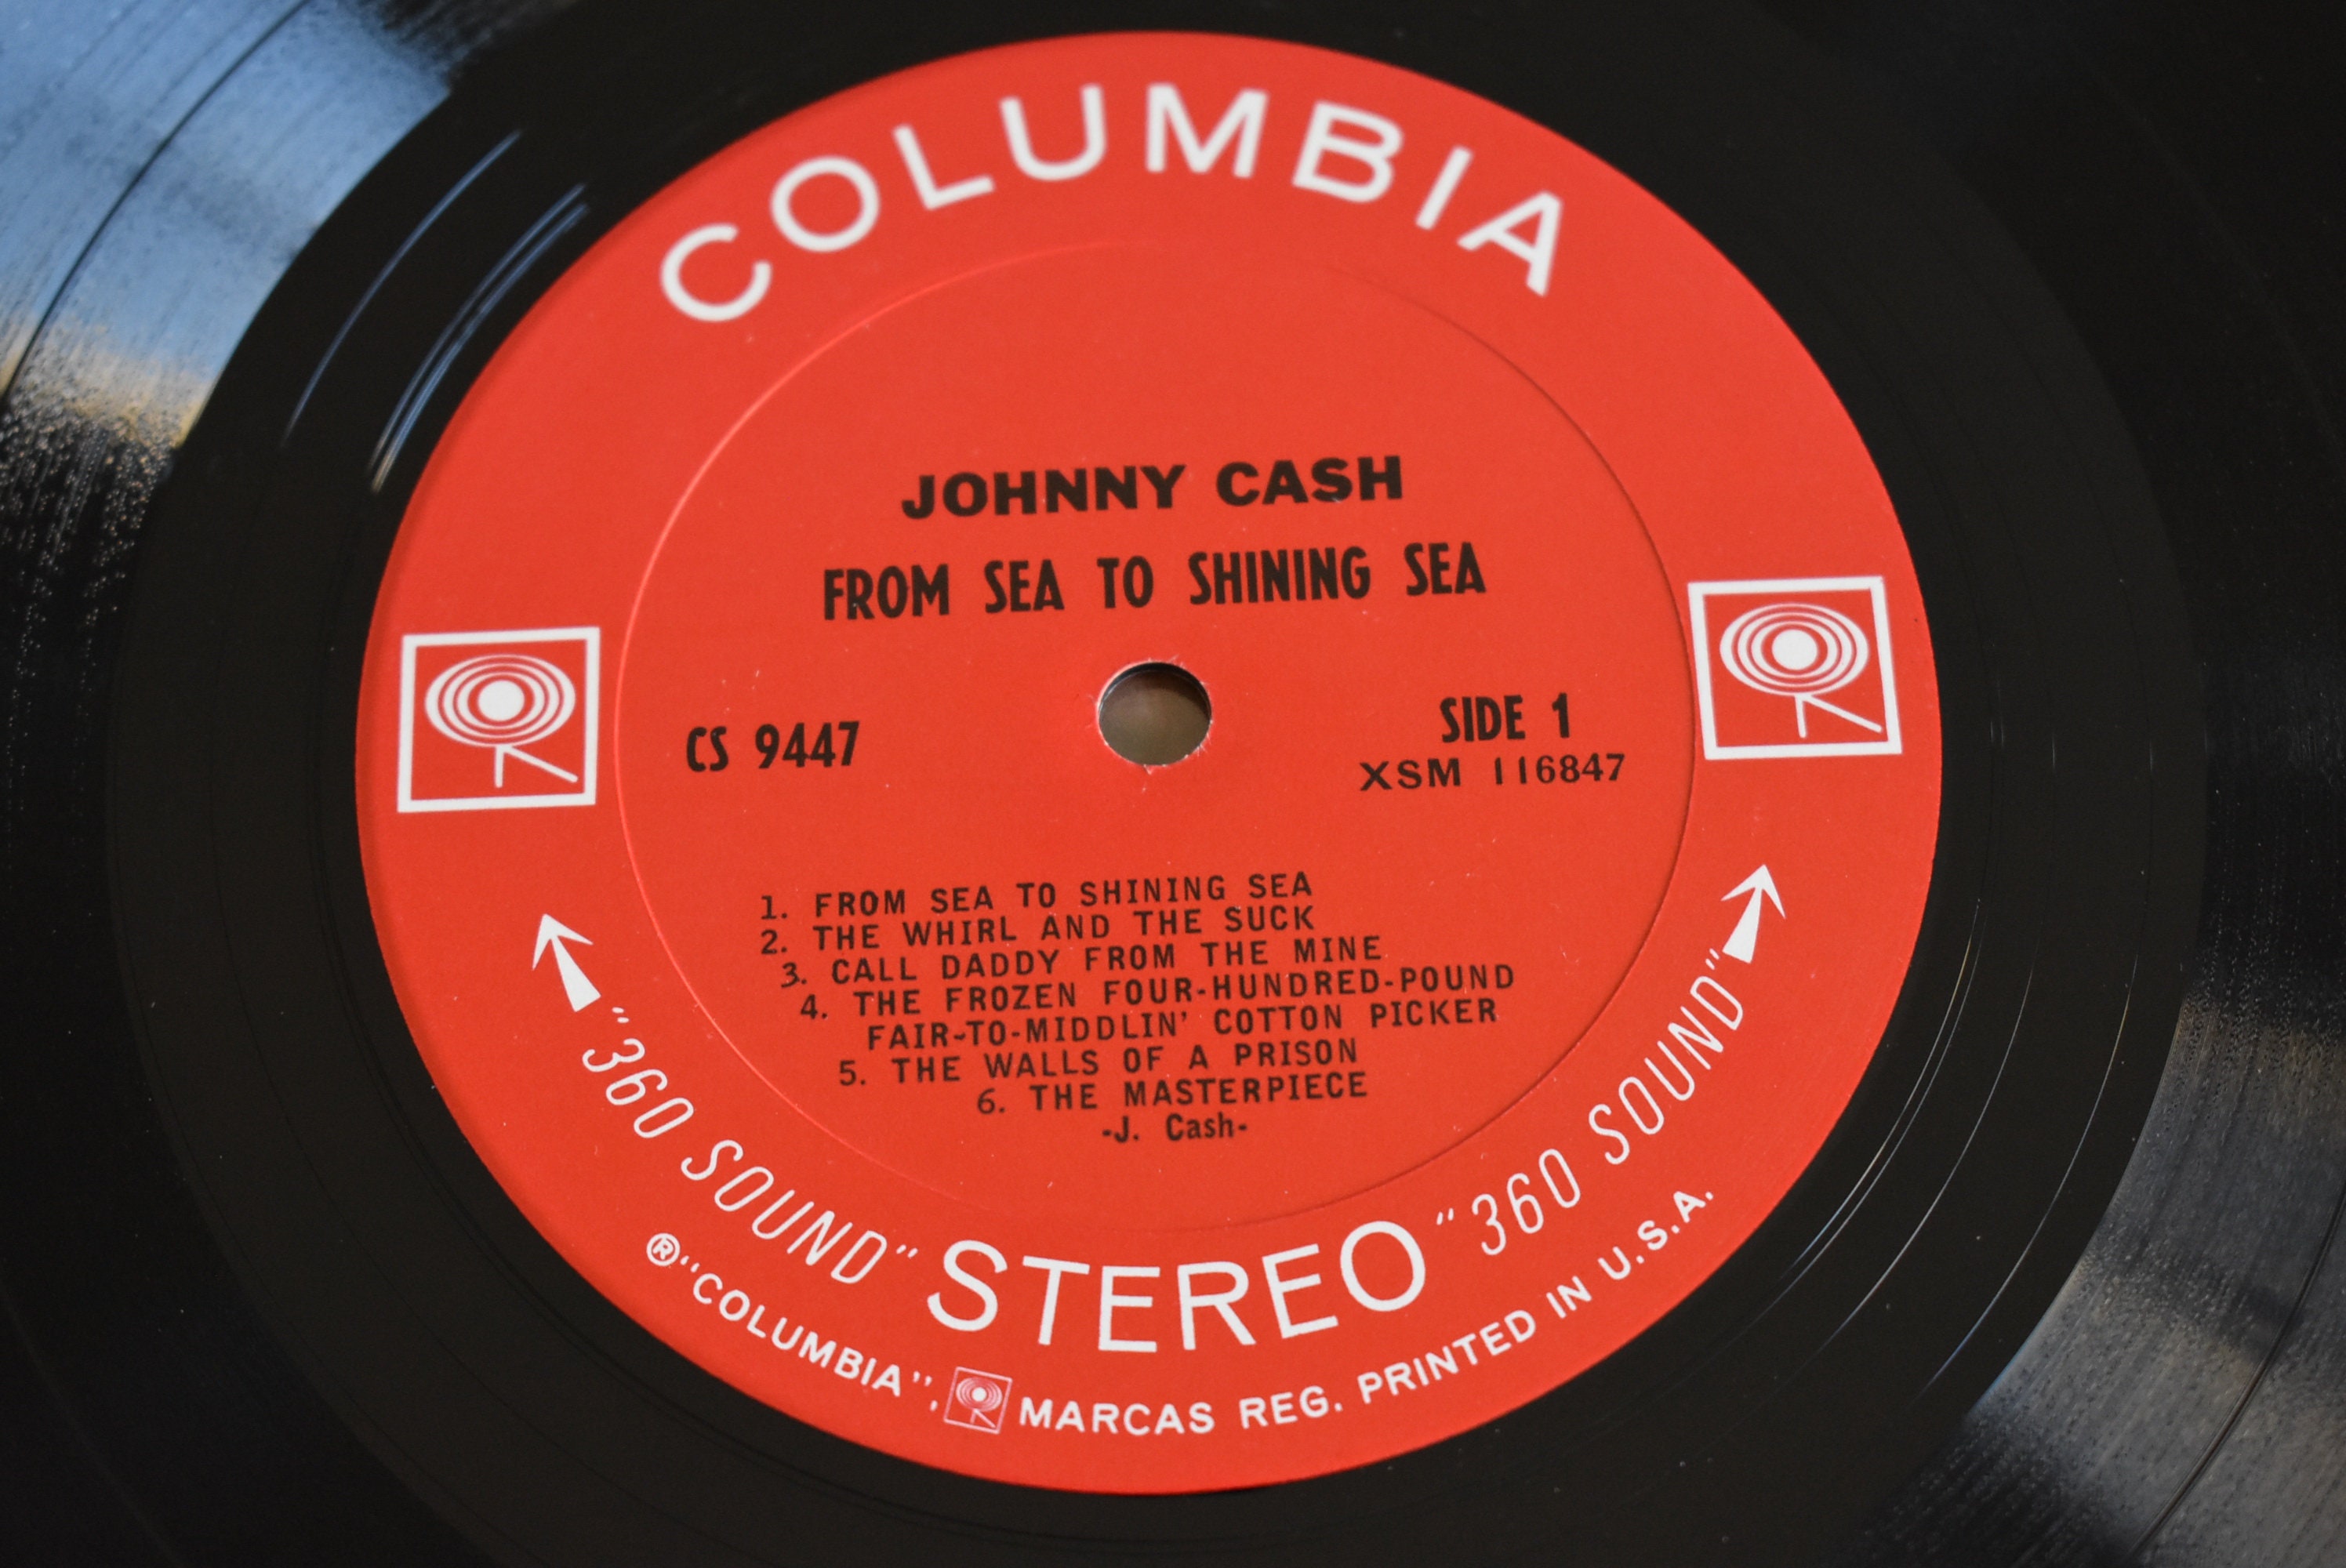 COLUMBIA
JOHNNY CASH
FROM SEA TO SHINING SEA
CS 9447
SIDE 1
XSM 116847
1. FROM SEA TO SHINING SEA
2. THE WHIRL AND THE SUCK
3. CALL DADDY FROM THE MINE
4. THE FROZEN FOUR-HUNDRED-POUND
FAIR-TO-MIDDLIN' COTTON PICKER
5. THE WALLS OF A PRISON
6. THE MASTERPIECE
-J. Cash-
"360 SOUND" STEREO "360 SOUND"
®"COLUMBIA", MARCAS REG. PRINTED IN U.S.A.